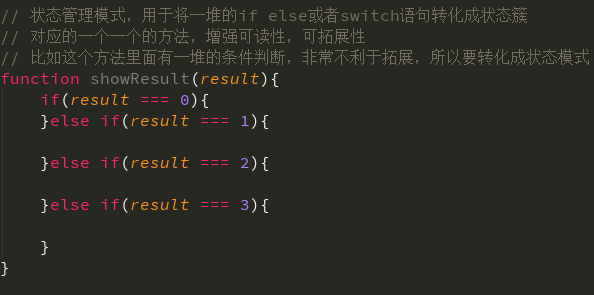 // 状态管理模式，用于将一堆的if else或者switch语句转化成状态簇
// 对应的一个一个的方法，增强可读性，可拓展性
// 比如这个方法里面有一堆的条件判断，非常不利于拓展，所以要转化成状态模式
function showResult(result){
    if(result === 0){
    }else if(result === 1){

    }else if(result === 2){

    }else if(result === 3){

    }
}